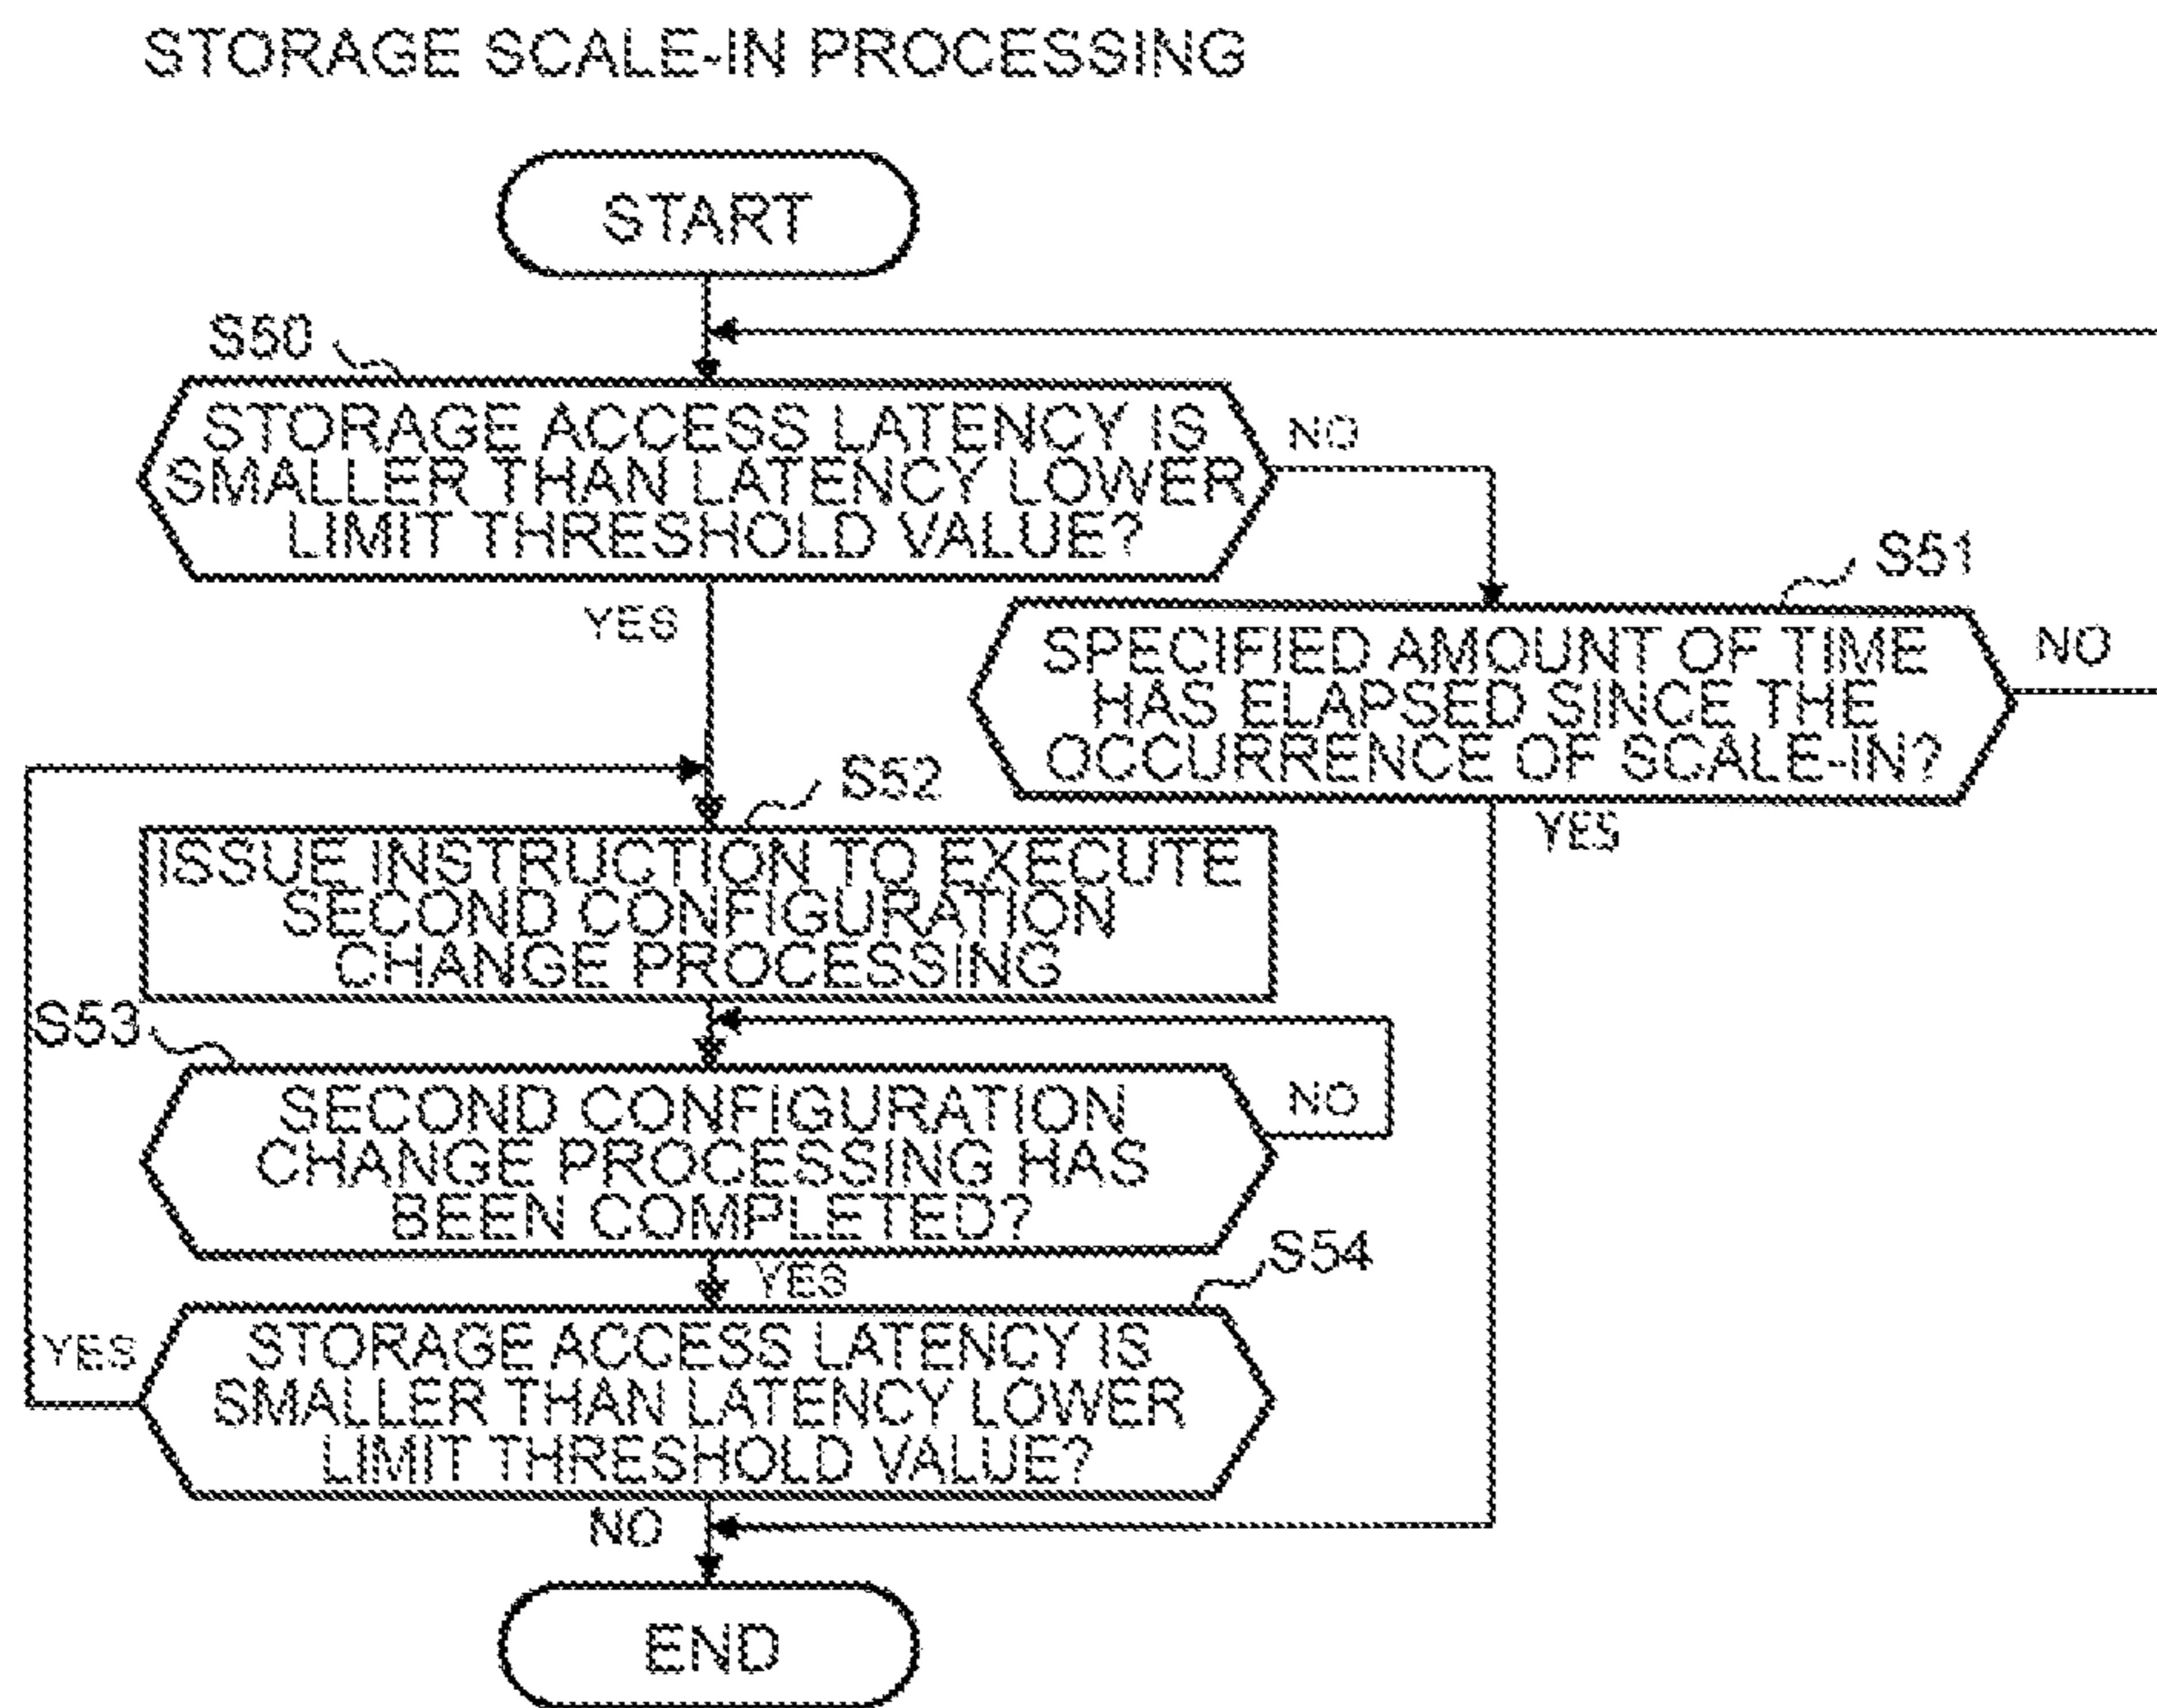 STORAGE SCALE-IN PROCESSING
START
S50
STORAGE ACCESS LATENCY IS
SMALLER THAN LATENCY LOWER
LIMIT THRESHOLD VALUE?
NO
YES
S51
SPECIFIED AMOUNT OF TIME
HAS ELAPSED SINCE THE
OCCURRENCE OF SCALE-IN?
NO
YES
S52
ISSUE INSTRUCTION TO EXECUTE
SECOND CONFIGURATION
CHANGE PROCESSING
S53
SECOND CONFIGURATION
CHANGE PROCESSING HAS
BEEN COMPLETED?
NO
YES
S54
STORAGE ACCESS LATENCY IS
SMALLER THAN LATENCY LOWER
LIMIT THRESHOLD VALUE?
YES
NO
END